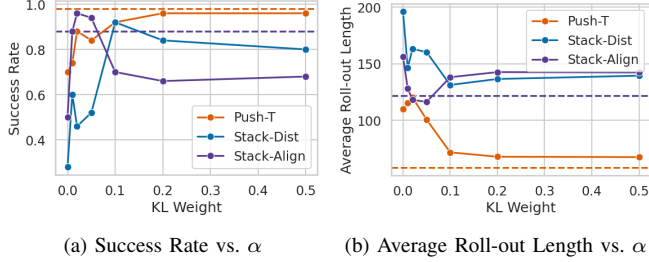 1.0
0.8
0.6
0.4
Success Rate
Push-T
Stack-Dist
Stack-Align
0.0 0.1 0.2 0.3 0.4 0.5
KL Weight
(a) Success Rate vs. α
200
150
100
Average Roll-out Length
Push-T
Stack-Dist
Stack-Align
0.0 0.1 0.2 0.3 0.4 0.5
KL Weight
(b) Average Roll-out Length vs. α